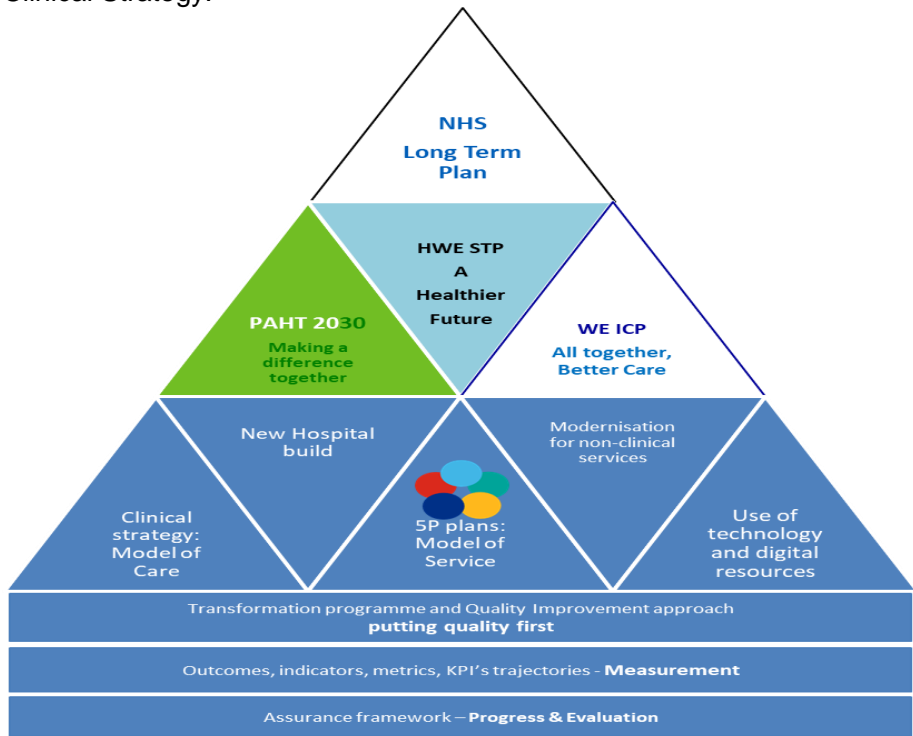 Clinical Strategy.
NHS
Long Term
Plan
HWE STP
A
Healthier
Future
PAHT 2030
Making a
difference
together
WE ICP
All together,
Better Care
New Hospital
build
Modernisation
for non-clinical
services
Clinical
strategy:
Model of
Care
5P plans:
Model of
Service
Use of
technology
and digital
resources
Transformation programme and Quality Improvement approach
putting quality first
Outcomes, indicators, metrics, KPI's trajectories - Measurement
Assurance framework – Progress & Evaluation